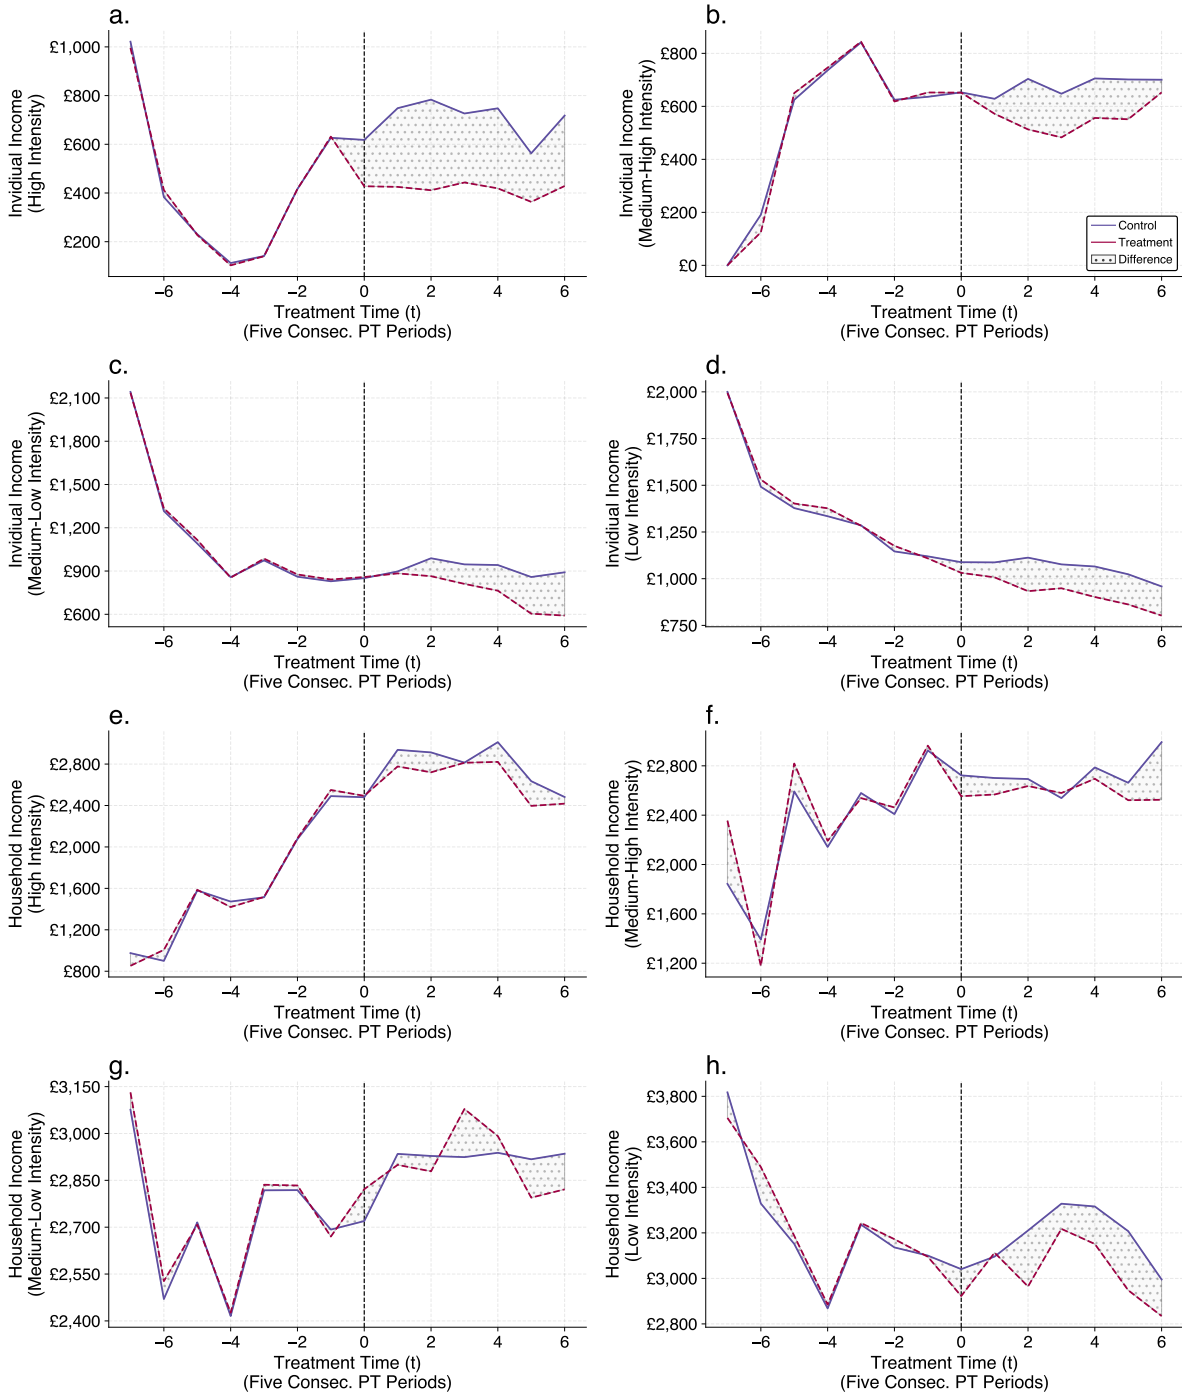 a.
Invidiual Income
(High Intensity)
£1,000
£800
£600
£400
£200
−6 −4 −2 0 2 4 6
Treatment Time (t)
(Five Consec. PT Periods)
b.
Invidiual Income
(Medium-High Intensity)
£800
£600
£400
£200
£0
Control
Treatment
Difference
−6 −4 −2 0 2 4 6
Treatment Time (t)
(Five Consec. PT Periods)
c.
Invidiual Income
(Medium-Low Intensity)
£2,100
£1,800
£1,500
£1,200
£900
£600
−6 −4 −2 0 2 4 6
Treatment Time (t)
(Five Consec. PT Periods)
d.
Invidiual Income
(Low Intensity)
£2,000
£1,750
£1,500
£1,250
£1,000
£750
−6 −4 −2 0 2 4 6
Treatment Time (t)
(Five Consec. PT Periods)
e.
Household Income
(High Intensity)
£2,800
£2,400
£2,000
£1,600
£1,200
£800
−6 −4 −2 0 2 4 6
Treatment Time (t)
(Five Consec. PT Periods)
f.
Household Income
(Medium-High Intensity)
£2,800
£2,400
£2,000
£1,600
£1,200
−6 −4 −2 0 2 4 6
Treatment Time (t)
(Five Consec. PT Periods)
g.
Household Income
(Medium-Low Intensity)
£3,150
£3,000
£2,850
£2,700
£2,550
£2,400
−6 −4 −2 0 2 4 6
Treatment Time (t)
(Five Consec. PT Periods)
h.
Household Income
(Low Intensity)
£3,800
£3,600
£3,400
£3,200
£3,000
£2,800
−6 −4 −2 0 2 4 6
Treatment Time (t)
(Five Consec. PT Periods)